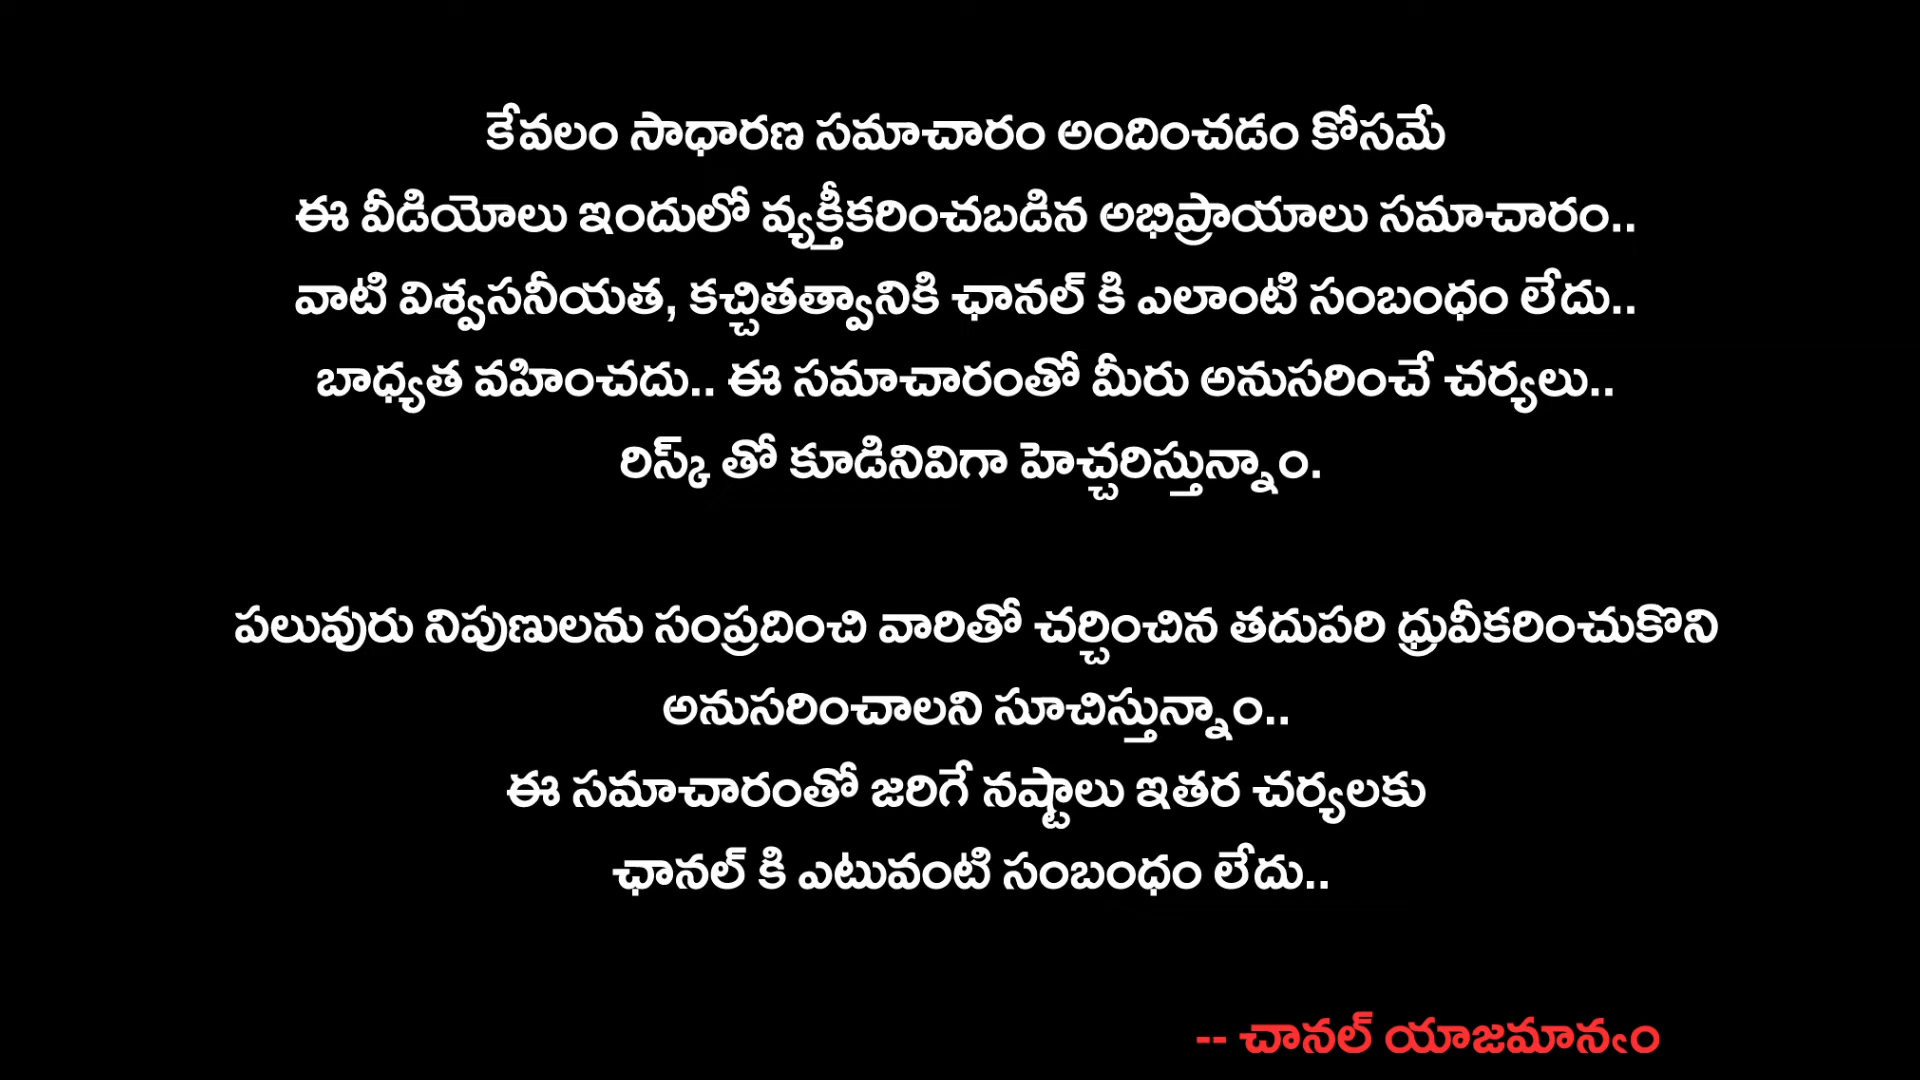 కేవలం సాధారణ సమాచారం అందించడం కోసమే
ఈ వీడియోలు ఇందులో వ్యక్తీకరించబడిన అభిప్రాయాలు సమాచారం..
వాటి విశ్వసనీయత, కచ్చితత్వానికి ఛానల్ కి ఎలాంటి సంబంధం లేదు..
బాధ్యత వహించదు.. ఈ సమాచారంతో మీరు అనుసరించే చర్యలు..
రిస్క్ తో కూడినివిగా హెచ్చరిస్తున్నాం.
పలువురు నిపుణులను సంప్రదించి వారితో చర్చించిన తదుపరి ధ్రువీకరించుకొని
అనుసరించాలని సూచిస్తున్నాం..
ఈ సమాచారంతో జరిగే నష్టాలు ఇతర చర్యలకు
ఛానల్ కి ఎటువంటి సంబంధం లేదు..
-- చానల్ యాజమాన్యం